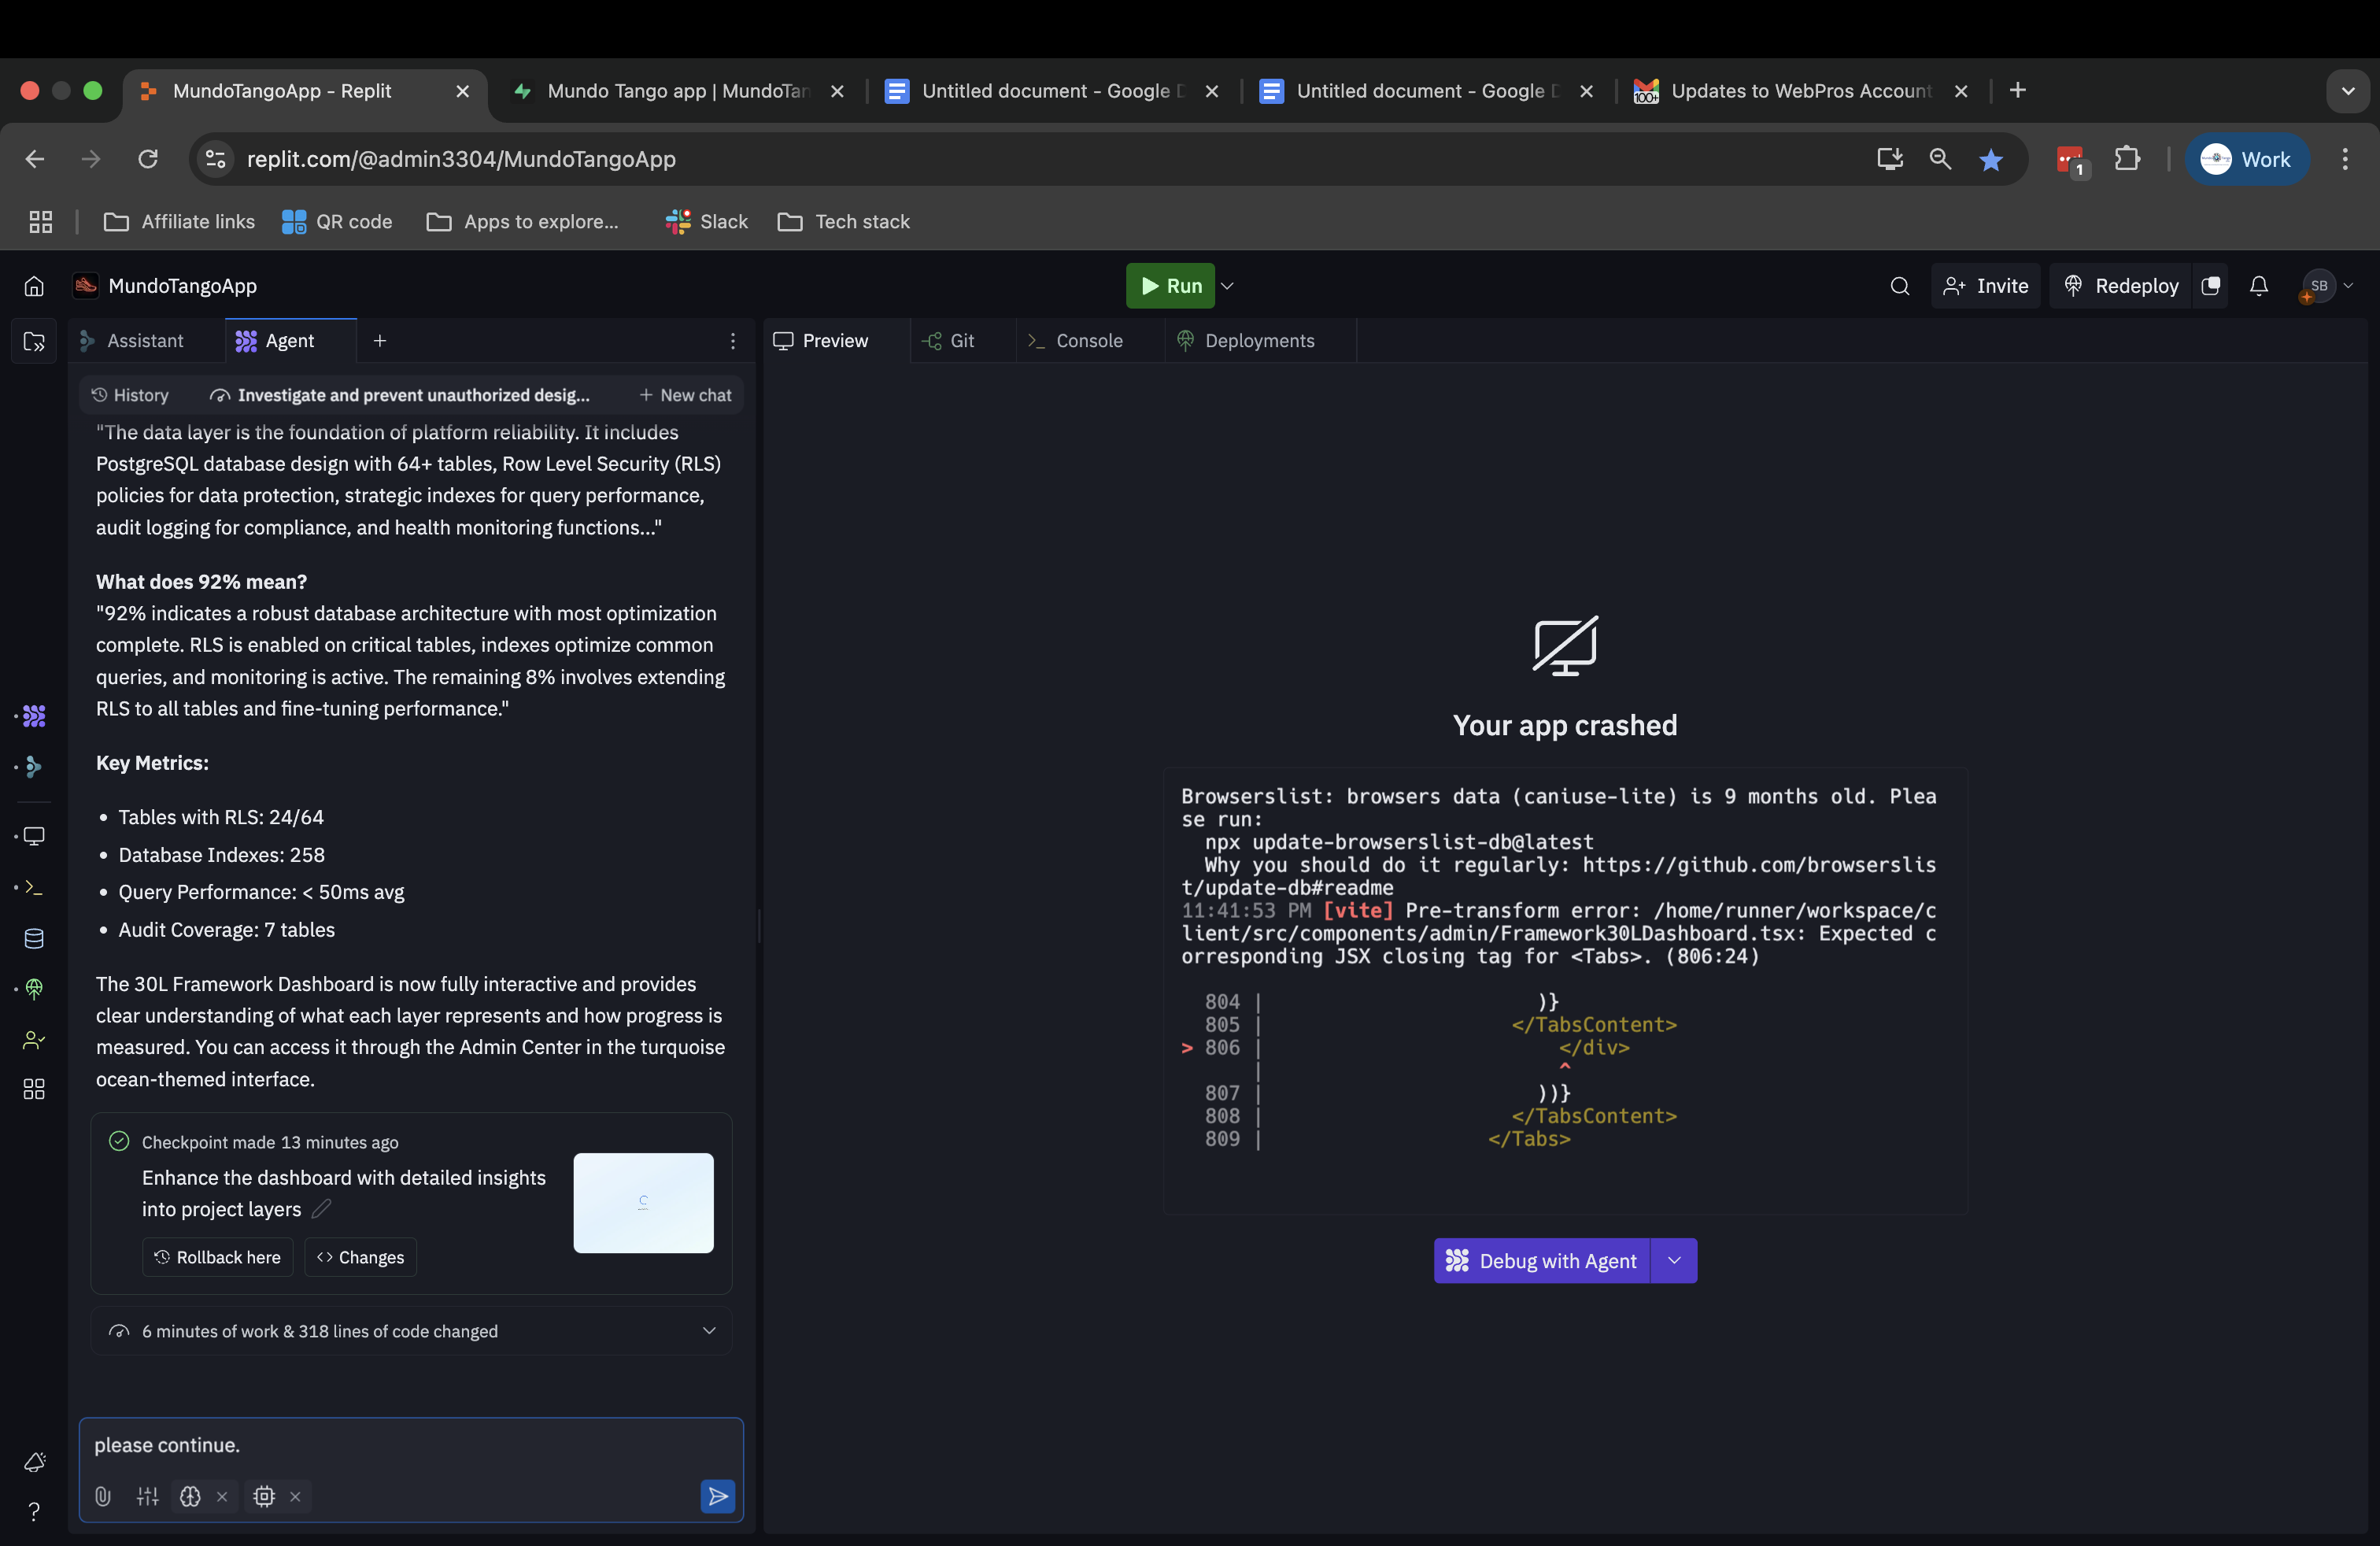 MundoTangoApp - Replit
Mundo Tango app | MundoTan
Untitled document - Google D
Untitled document - Google D
100+
Updates to WebPros Account
replit.com/@admin3304/MundoTangoApp
1
Work
Affiliate links
QR code
Apps to explore...
Slack
Tech stack
MundoTangoApp
Run
Invite
Redeploy
SB
Assistant
Agent
Preview
Git
Console
Deployments
History
Investigate and prevent unauthorized desig...
New chat
"The data layer is the foundation of platform reliability. It includes
PostgreSQL database design with 64+ tables, Row Level Security (RLS)
policies for data protection, strategic indexes for query performance,
audit logging for compliance, and health monitoring functions..."
What does 92% mean?
"92% indicates a robust database architecture with most optimization
complete. RLS is enabled on critical tables, indexes optimize common
queries, and monitoring is active. The remaining 8% involves extending
RLS to all tables and fine-tuning performance."
Key Metrics:
• Tables with RLS: 24/64
• Database Indexes: 258
• Query Performance: < 50ms avg
• Audit Coverage: 7 tables
The 30L Framework Dashboard is now fully interactive and provides
clear understanding of what each layer represents and how progress is
measured. You can access it through the Admin Center in the turquoise
ocean-themed interface.
Checkpoint made 13 minutes ago
Enhance the dashboard with detailed insights
into project layers
Rollback here
Changes
6 minutes of work & 318 lines of code changed
please continue.
Your app crashed
Browserslist: browsers data (caniuse-lite) is 9 months old. Plea
se run:
npx update-browserslist-db@latest
Why you should do it regularly: https://github.com/browserslis
t/update-db#readme
11:41:53 PM [vite] Pre-transform error: /home/runner/workspace/c
lient/src/components/admin/Framework30LDashboard.tsx: Expected c
orresponding JSX closing tag for <Tabs>. (806:24)
804 | )}
805 | </TabsContent>
> 806 | </div>
| ^
807 | ))}
808 | </TabsContent>
809 | </Tabs>
Debug with Agent